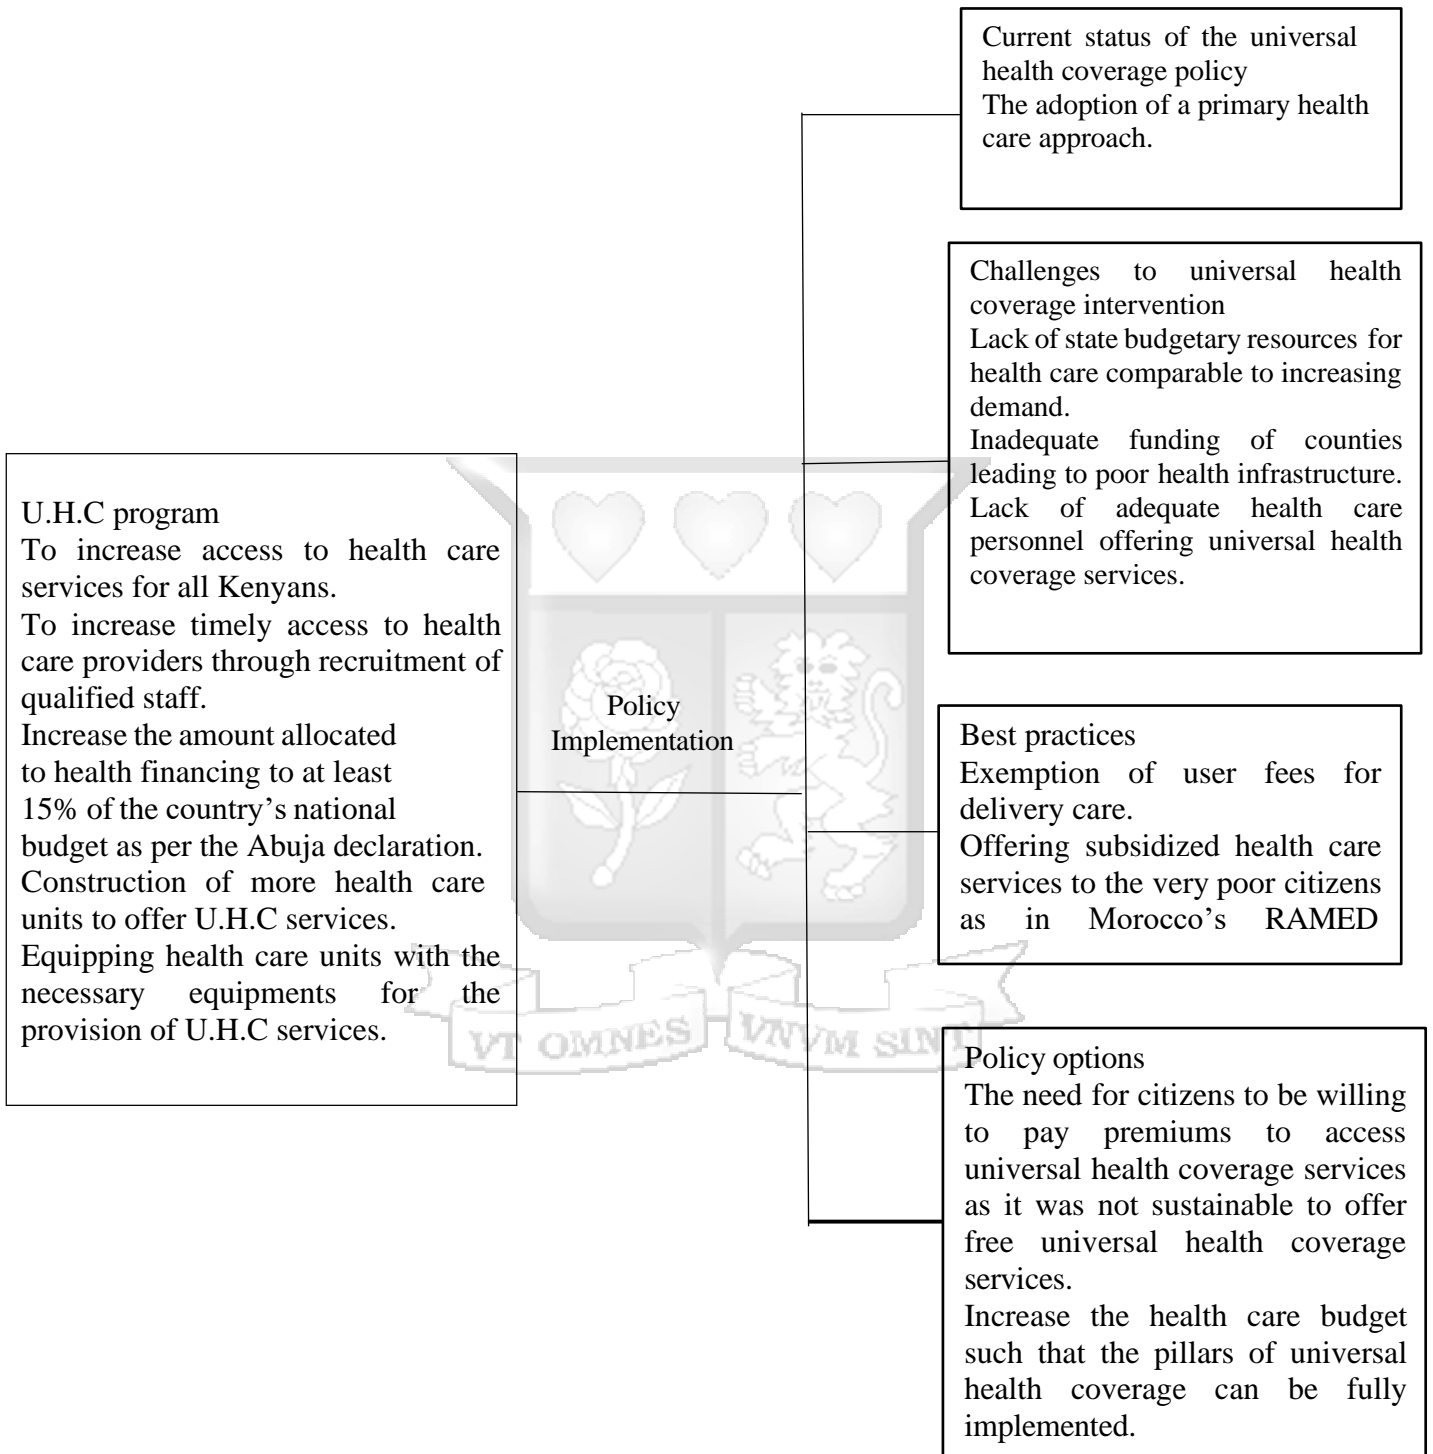 U.H.C program
To increase access to health care
services for all Kenyans.
To increase timely access to health
care providers through recruitment of
qualified staff.
Increase the amount allocated
to health financing to at least
15% of the country’s national
budget as per the Abuja declaration.
Construction of more health care
units to offer U.H.C services.
Equipping health care units with the
necessary equipments for the
provision of U.H.C services.
Policy
Implementation
Current status of the universal
health coverage policy
The adoption of a primary health
care approach.
Challenges to universal health
coverage intervention
Lack of state budgetary resources for
health care comparable to increasing
demand.
Inadequate funding of counties
leading to poor health infrastructure.
Lack of adequate health care
personnel offering universal health
coverage services.
Best practices
Exemption of user fees for
delivery care.
Offering subsidized health care
services to the very poor citizens
as in Morocco’s RAMED
Policy options
The need for citizens to be willing
to pay premiums to access
universal health coverage services
as it was not sustainable to offer
free universal health coverage
services.
Increase the health care budget
such that the pillars of universal
health coverage can be fully
implemented.
VT OMNES VNVM SINT